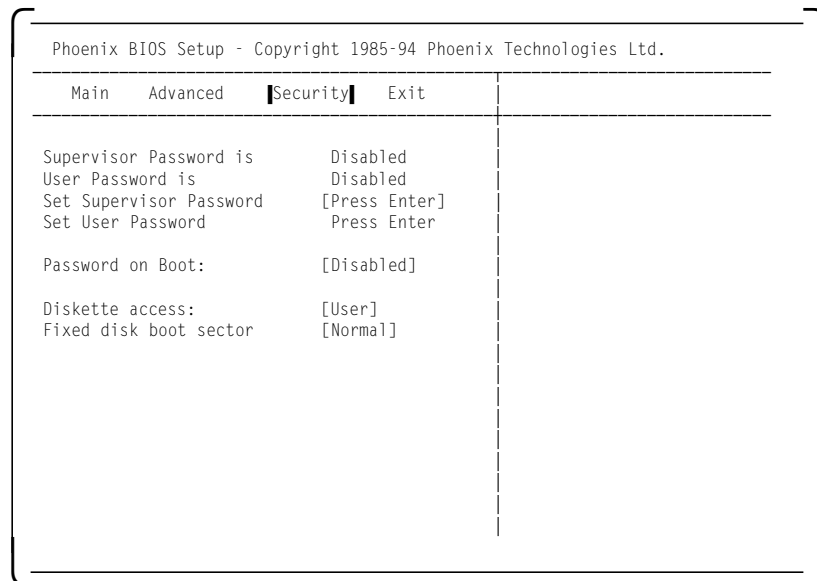 Phoenix BIOS Setup - Copyright 1985-94 Phoenix Technologies Ltd.
Main Advanced Security Exit
Supervisor Password is Disabled
User Password is Disabled
Set Supervisor Password [Press Enter]
Set User Password Press Enter
Password on Boot: [Disabled]
Diskette access: [User]
Fixed disk boot sector [Normal]